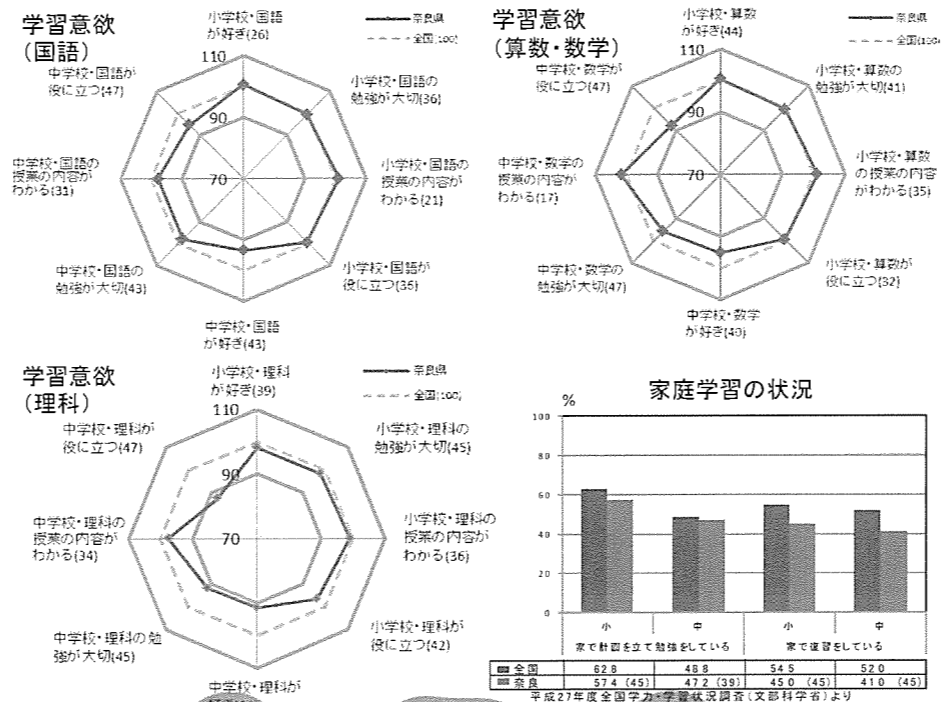 学習意欲
(国語)
小学校・国語
が好き(26)
奈良県
全国(100)
110
90
70
小学校・国語の
勉強が大切(36)
小学校・国語の
授業の内容が
わかる(21)
小学校・国語が
役に立つ(36)
中学校・国語
が好き(43)
中学校・国語の
勉強が大切(43)
中学校・国語の
授業の内容が
わかる(31)
中学校・国語が
役に立つ(47)
学習意欲
(算数・数学)
小学校・算数
が好き(44)
奈良県
全国(100)
110
90
70
小学校・算数の
勉強が大切(41)
小学校・算数
の授業の内容
がわかる(35)
小学校・算数が
役に立つ(32)
中学校・数学
が好き(40)
中学校・数学の
勉強が大切(47)
中学校・数学の
授業の内容が
わかる(17)
中学校・数学が
役に立つ(47)
学習意欲
(理科)
小学校・理科
が好き(39)
奈良県
全国(100)
110
90
70
小学校・理科の
勉強が大切(45)
小学校・理科の
授業の内容が
わかる(36)
小学校・理科が
役に立つ(42)
中学校・理科が
中学校・理科の勉
強が大切(45)
中学校・理科の
授業の内容が
わかる(34)
中学校・理科が
役に立つ(47)
家庭学習の状況
%
100
80
60
40
20
0
小 中 小 中
家で計画を立て勉強をしている 家で復習をしている
全国 62.8 48.8 54.5 52.0
奈良 57.4 (45) 47.2 (39) 45.0 (45) 41.0 (45)
平成27年度全国学力・学習状況調査(文部科学省)より